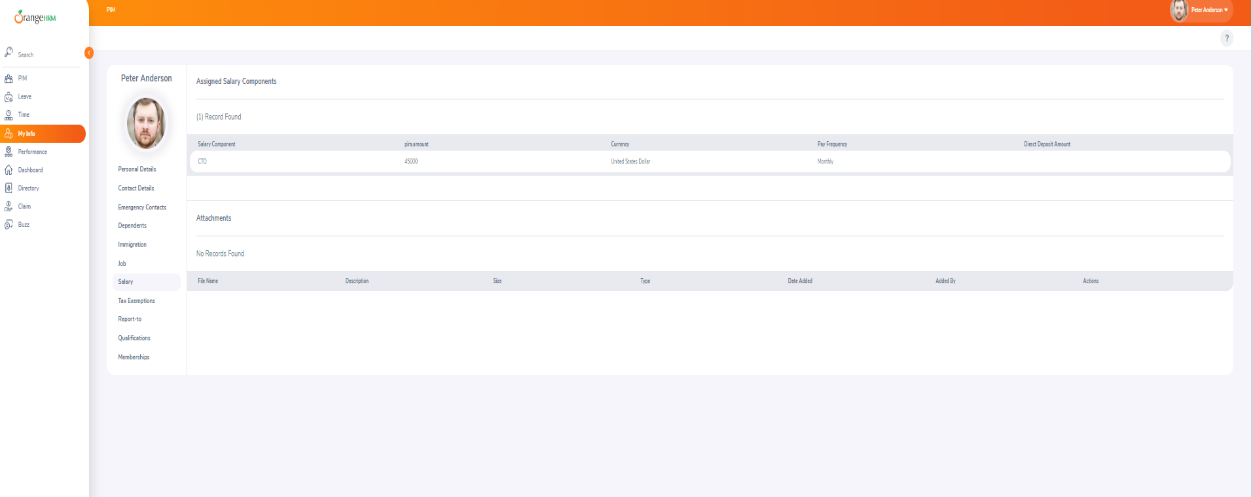 OrangeHRM
PIM
Peter Anderson
Search
?
PIM
Leave
Time
My Info
Performance
Dashboard
Directory
Claim
Buzz
Peter Anderson
Personal Details
Contact Details
Emergency Contacts
Dependents
Immigration
Job
Salary
Tax Exemptions
Report-to
Qualifications
Memberships
Assigned Salary Components
(1) Record Found
Salary Component pim.amount Currency Pay Frequency Direct Deposit Amount
CTO 45000 United States Dollar Monthly
Attachments
No Records Found
File Name Description Size Type Date Added Added By Actions